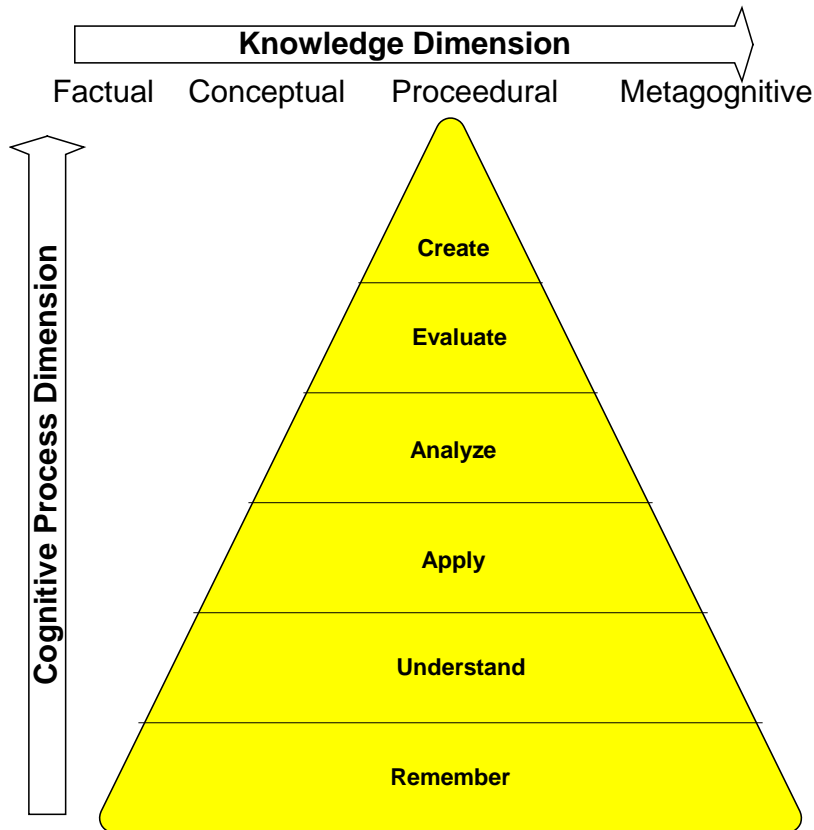 Knowledge Dimension
Factual Conceptual Proceedural Metagognitive
Cognitive Process Dimension
Create
Evaluate
Analyze
Apply
Understand
Remember